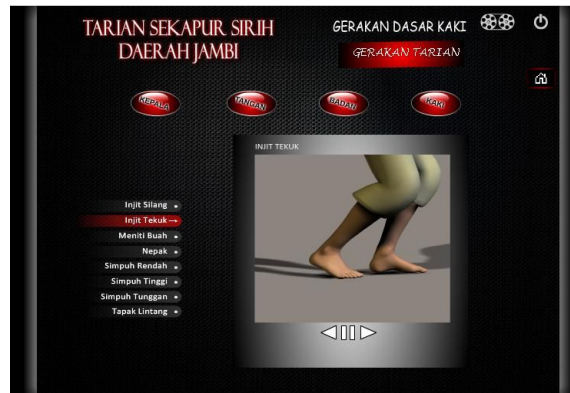 TARIAN SEKAPUR SIRIH
DAERAH JAMBI
GERAKAN DASAR KAKI
GERAKAN TARIAN
KEPALA
TANGAN
BADAN
KAKI
INJIT TEKUK
Injit Silang
Injit Tekuk
Meniti Buah
Nepak
Simpuh Rendah
Simpuh Tinggi
Simpuh Tunggan
Tapak Lintang